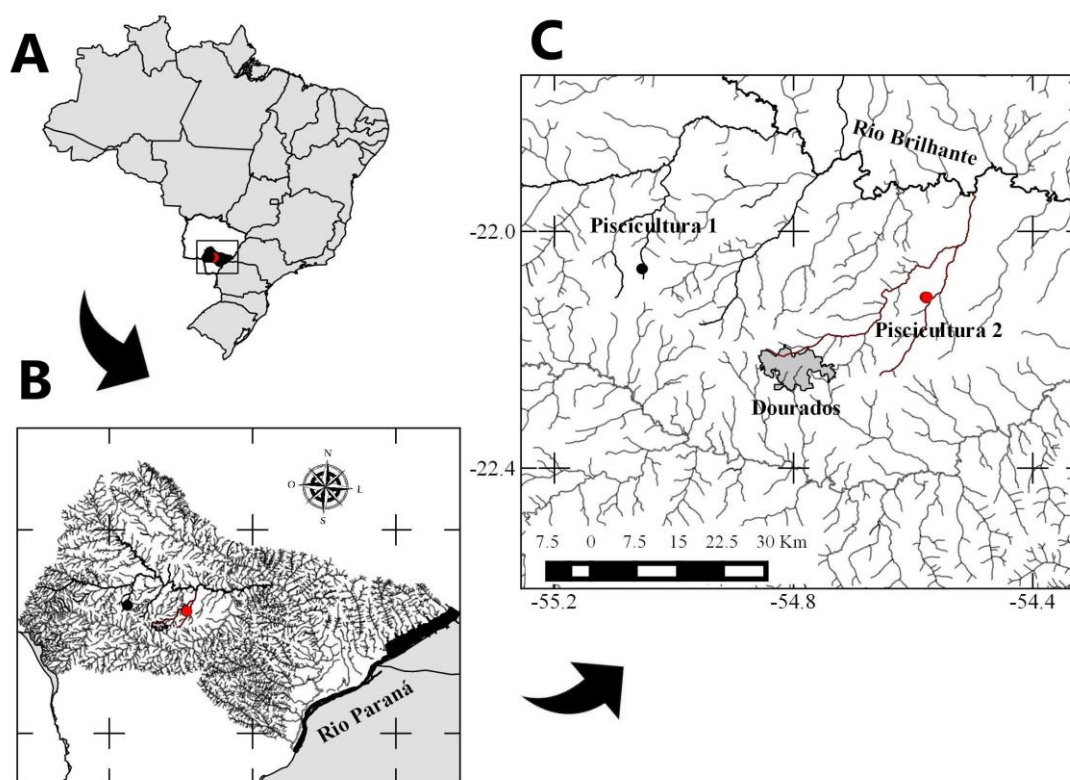 A
B
N
O
L
S
Rio Paraná
C
Rio Brilhante
-22.0
Piscicultura 1
Piscicultura 2
Dourados
-22.4
7.5 0 7.5 15 22.5 30 Km
-55.2 -54.8 -54.4